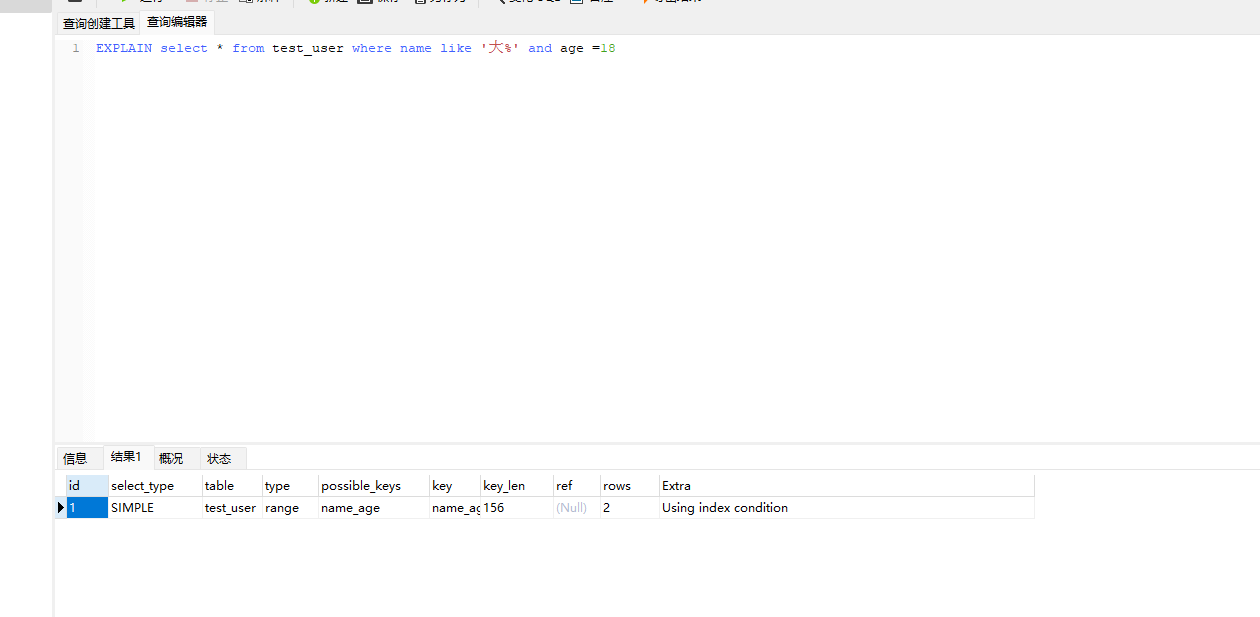 查询创建工具 查询编辑器
1 EXPLAIN select * from test_user where name like '大%' and age =18
信息 结果1 概况 状态
id select_type table type possible_keys key key_len ref rows Extra
1 SIMPLE test_user range name_age name_ag 156 (Null) 2 Using index condition